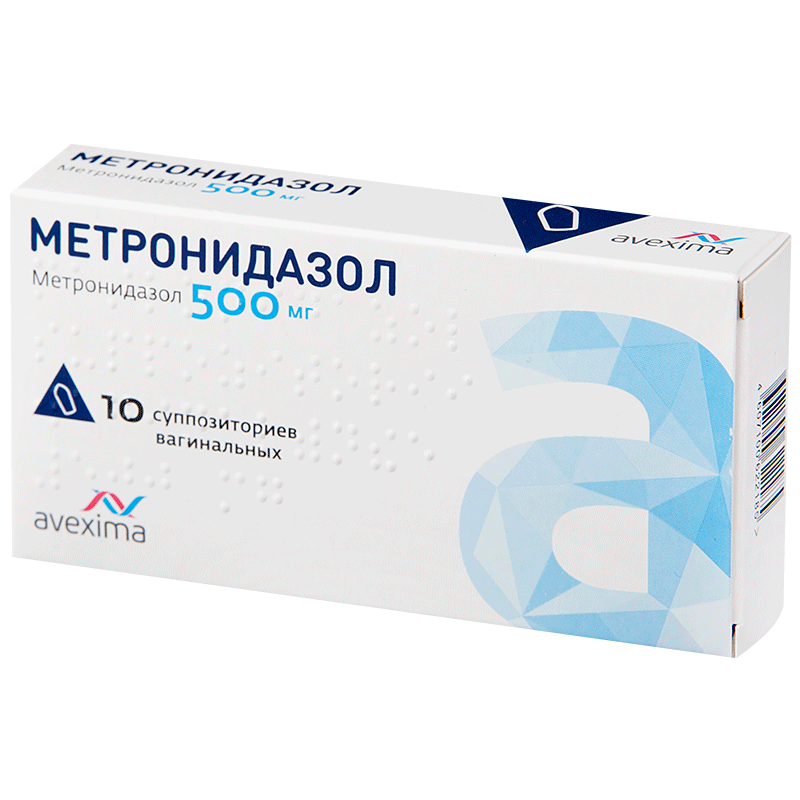 МЕТРОНИДАЗОЛ
Метронидазол 500 мг
avexima
МЕТРОНИДАЗОЛ
Метронидазол 500 мг
10 суппозиториев
вагинальных
avexima